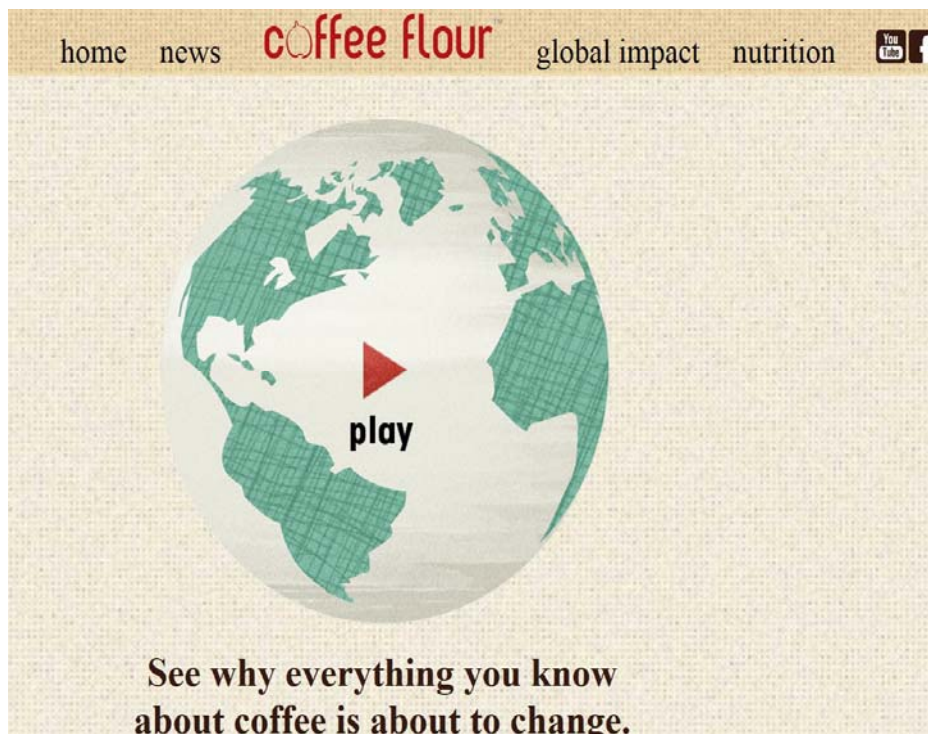 home news coffee flour™ global impact nutrition You Tube f
play
See why everything you know
about coffee is about to change.